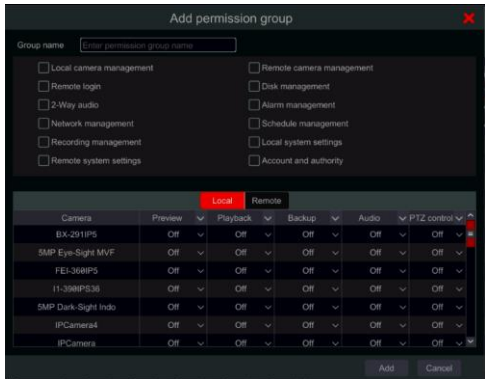 Add permission group
Group name Enter permission group name
Local camera management Remote camera management
Remote login Disk management
2-Way audio Alarm management
Network management Schedule management
Recording management Local system settings
Remote system settings Account and authority
Local Remote
Camera Preview Playback Backup Audio PTZ control
BX-291IP5 Off Off Off Off Off
5MP Eye-Sight MVF Off Off Off Off Off
FEI-360IP5 Off Off Off Off Off
I1-390IPS36 Off Off Off Off Off
5MP Dark-Sight Indo Off Off Off Off Off
IPCamera4 Off Off Off Off Off
IPCamera Off Off Off Off Off
Add Cancel